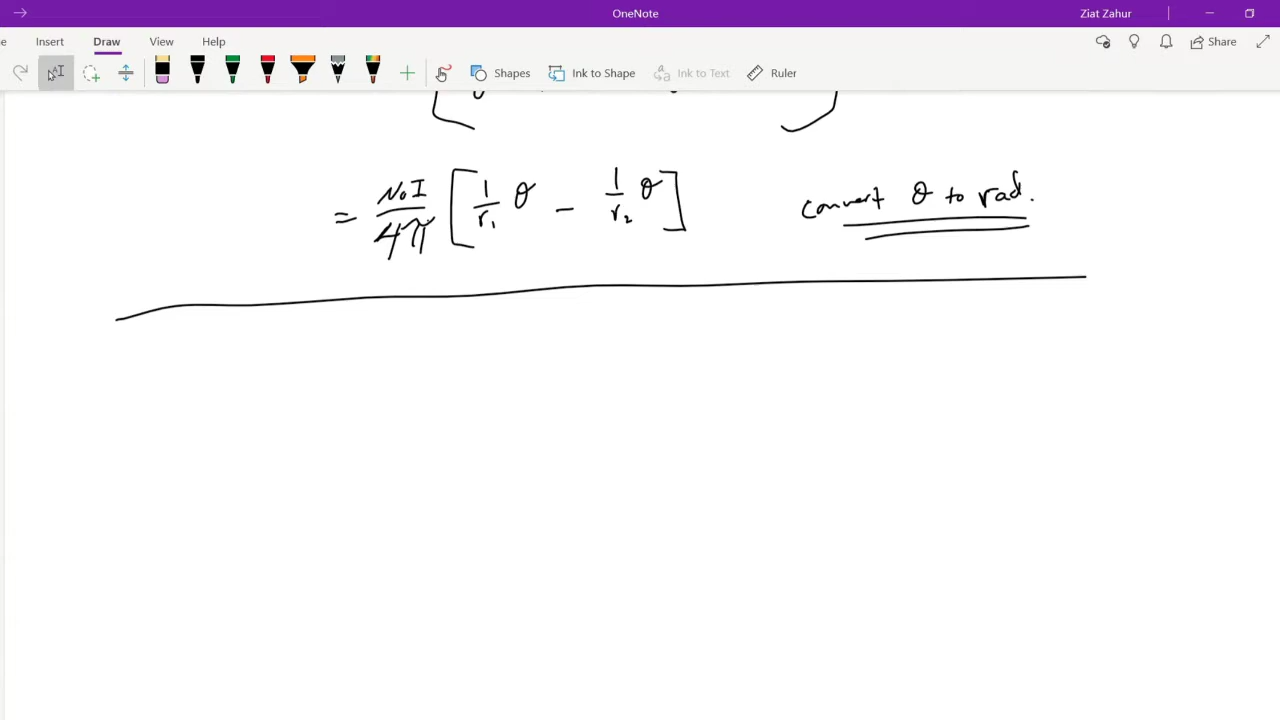 OneNote
Ziat Zahur
Insert Draw View Help
Share
Shapes Ink to Shape Ink to Text Ruler
= μ₀I/4π [ 1/r₁ θ − 1/r₂ θ ] convert θ to rad.